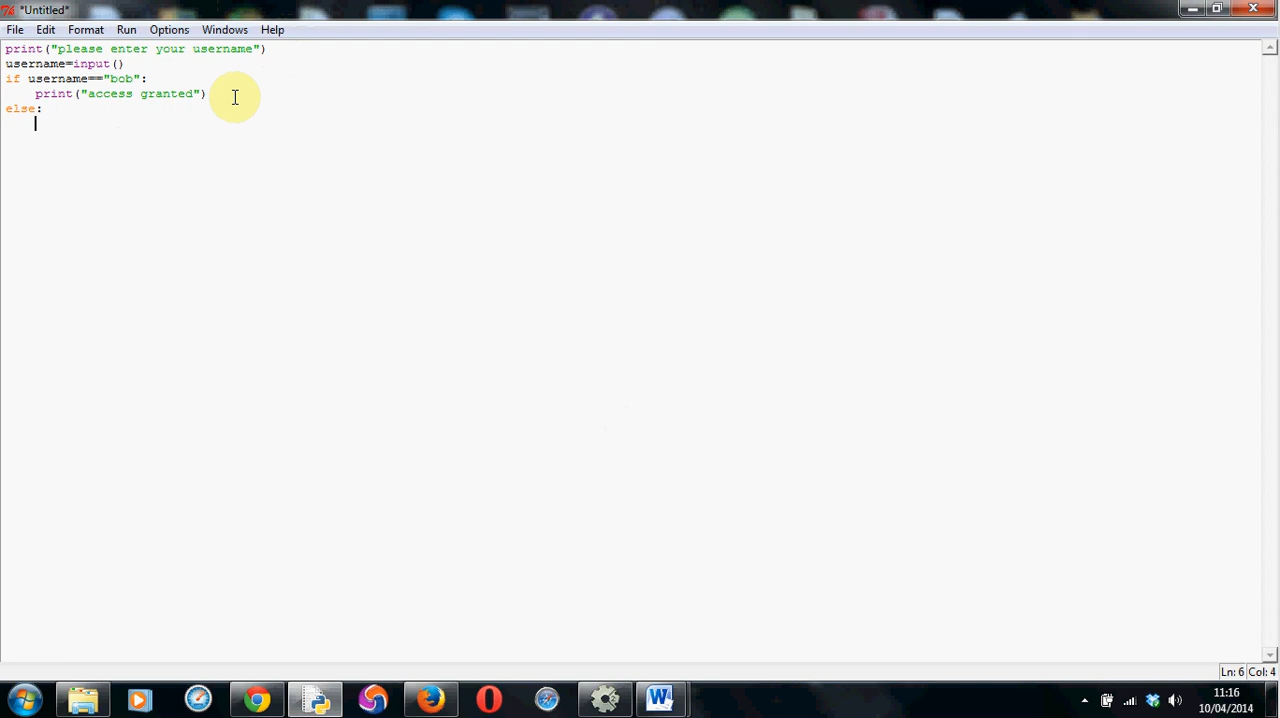 *Untitled*
File Edit Format Run Options Windows Help
print("please enter your username")
username=input()
if username=="bob":
    print("access granted")
else:
Ln: 6 Col: 4
11:16
10/04/2014